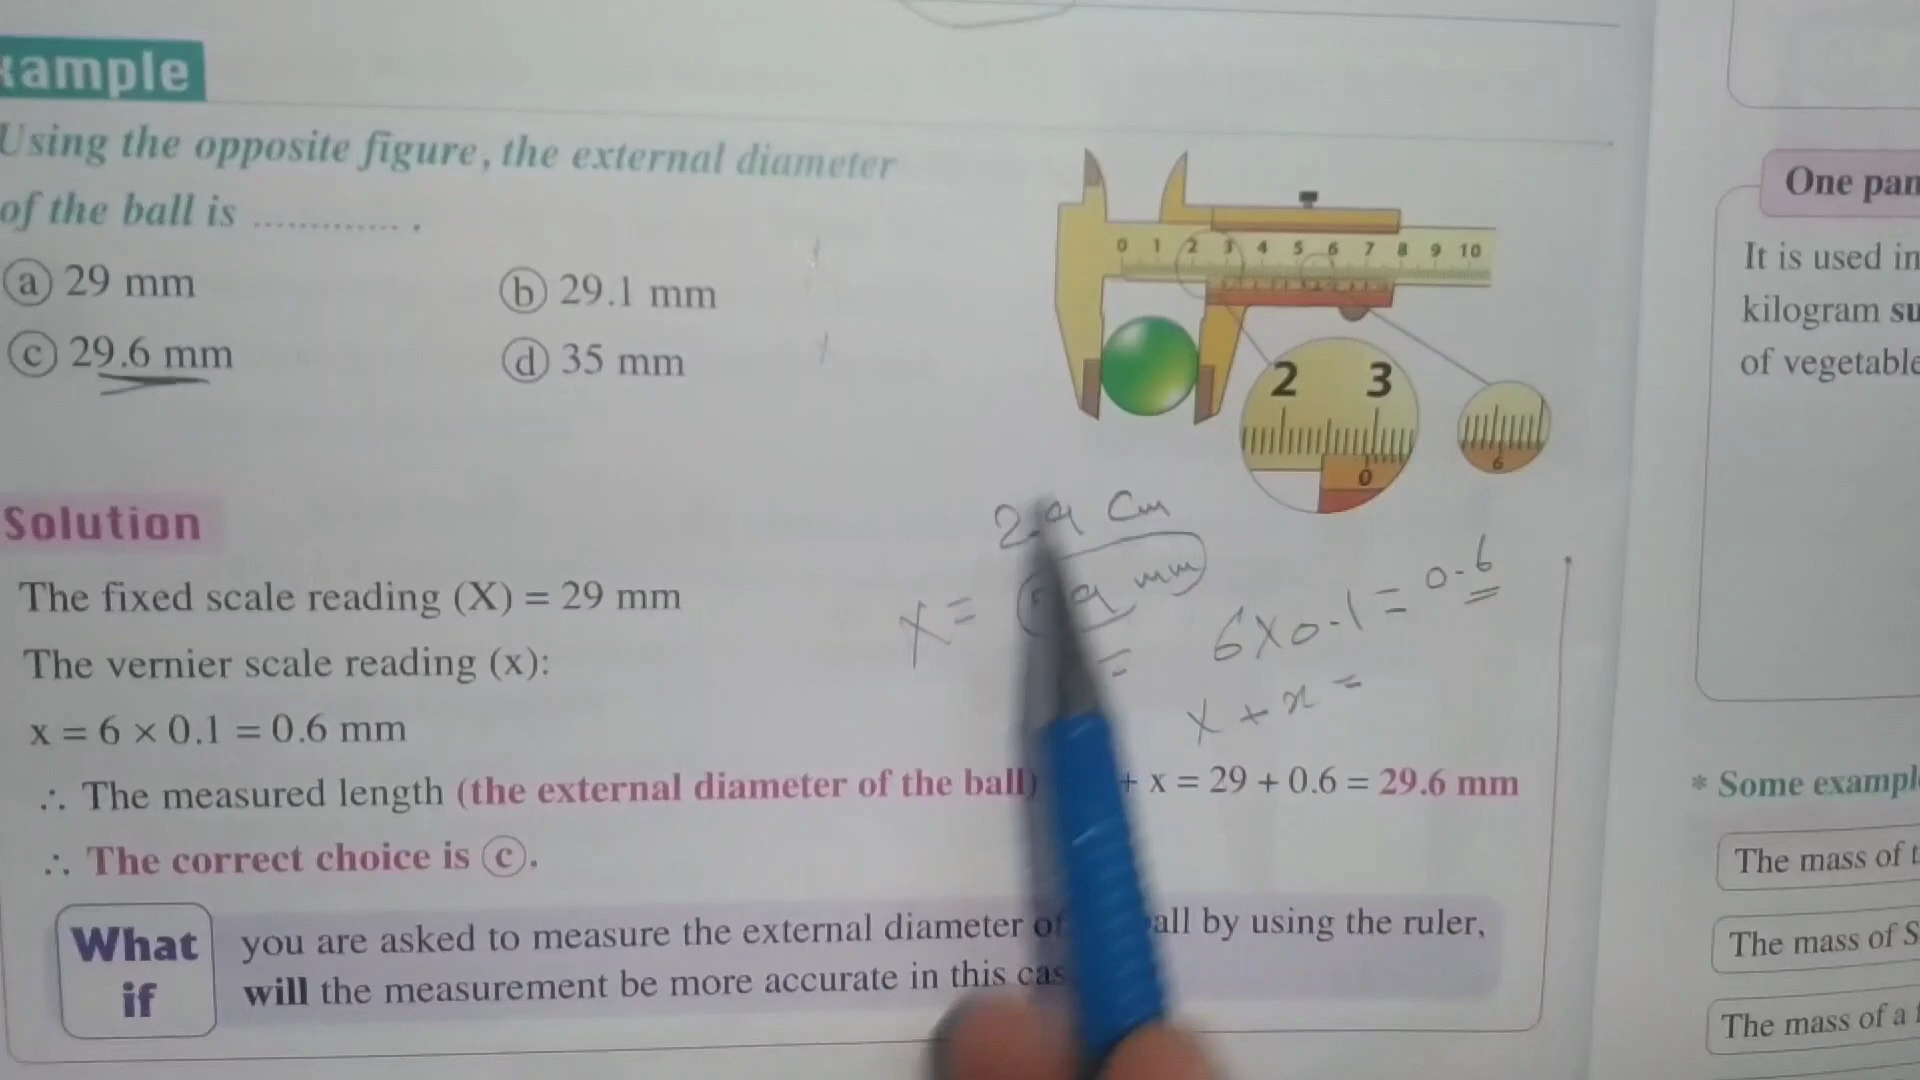 xample
Using the opposite figure, the external diameter
of the ball is ............. .
a 29 mm
b 29.1 mm
c 29.6 mm
d 35 mm
0 1 2 3 4 5 6 7 8 9 10
2 3
0
6
Solution
2.9 Cm
The fixed scale reading (X) = 29 mm
X = 9 mm
The vernier scale reading (x):
= 6 X 0.1 = 0.6
x = 6 × 0.1 = 0.6 mm
X + x =
∴ The measured length (the external diameter of the ball) + x = 29 + 0.6 = 29.6 mm
∴ The correct choice is c.
What if
you are asked to measure the external diameter of all by using the ruler,
will the measurement be more accurate in this cas
One pan
It is used in
kilogram su
of vegetable
* Some exampl
The mass of t
The mass of S
The mass of a